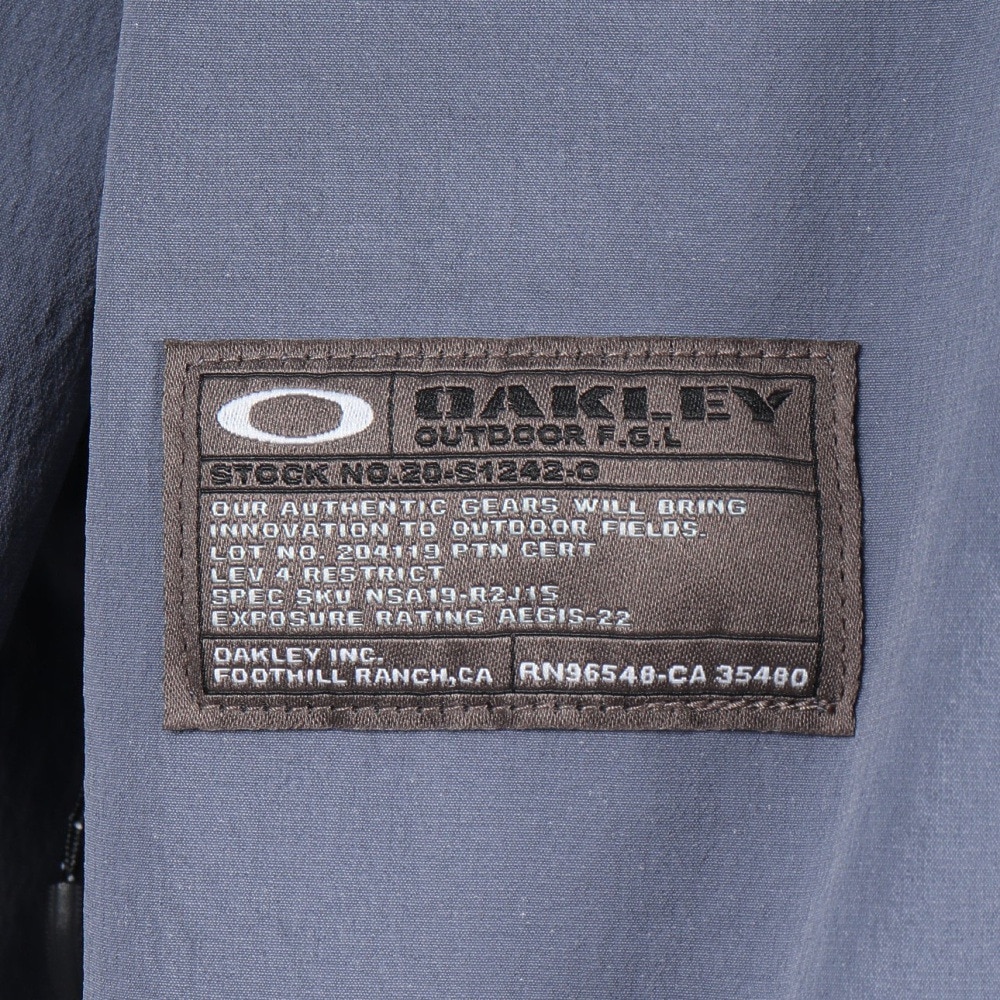 OAKLEY
OUTDOOR F.G.L
STOCK NO.20-S1242-0
OUR AUTHENTIC GEARS WILL BRING
INNOVATION TO OUTDOOR FIELDS.
LOT NO. 204119 PTN CERT
LEV 4 RESTRICT
SPEC SKU NSA19-R2J1S
EXPOSURE RATING AEGIS-22
OAKLEY INC.
FOOTHILL RANCH,CA
RN96548-CA 35480